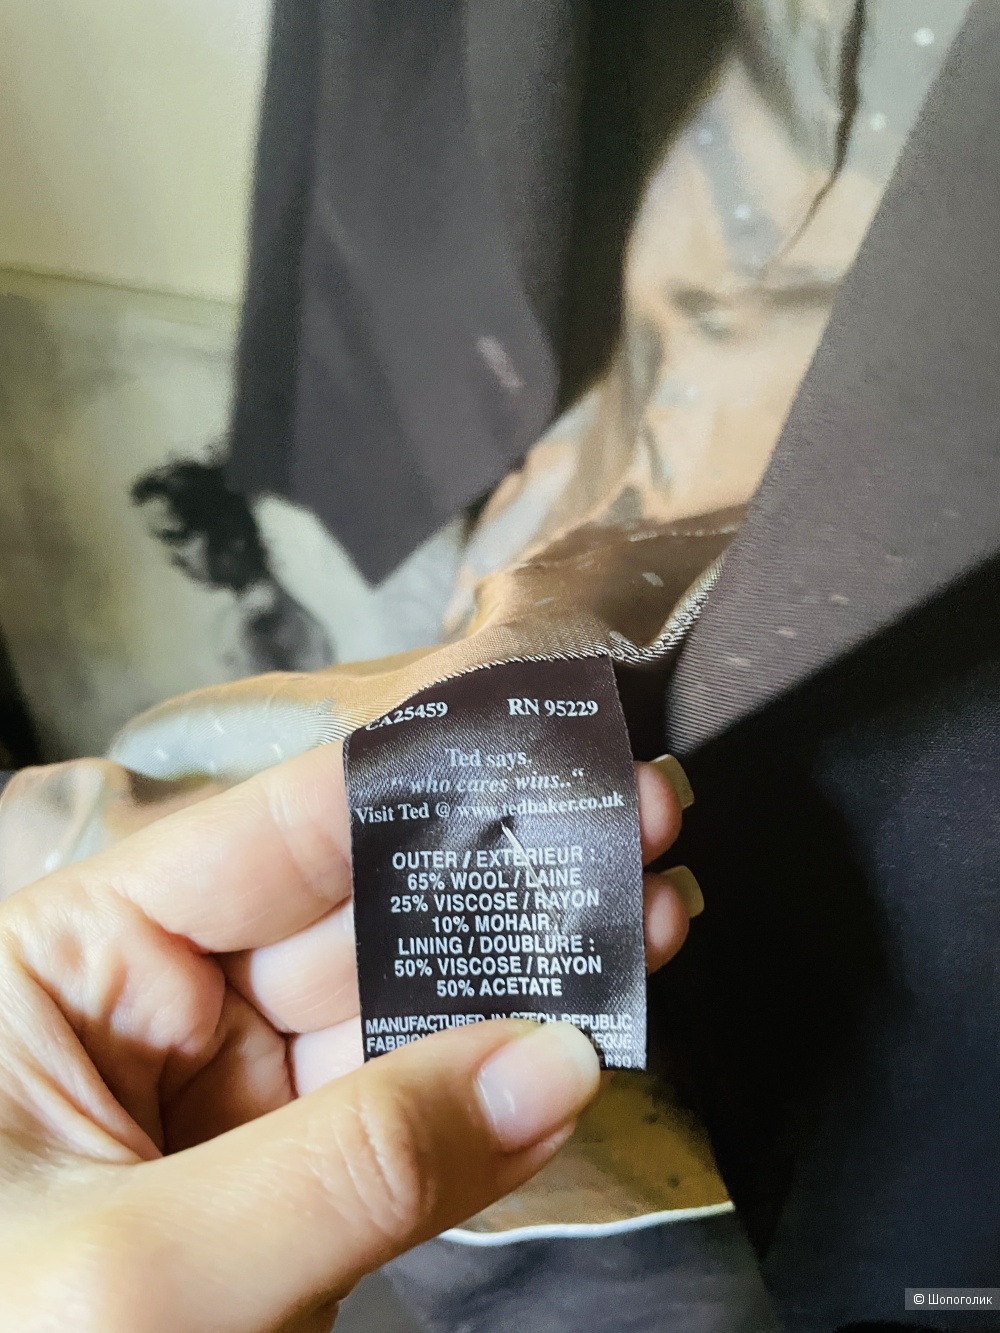 CA25459 RN 95229
Ted says,
"who cares wins.."
Visit Ted @ www.tedbaker.co.uk
OUTER / EXTERIEUR :
65% WOOL / LAINE
25% VISCOSE / RAYON
10% MOHAIR
LINING / DOUBLURE :
50% VISCOSE / RAYON
50% ACETATE
MANUFACTURED IN CZECH REPUBLIC
© Шопоголик